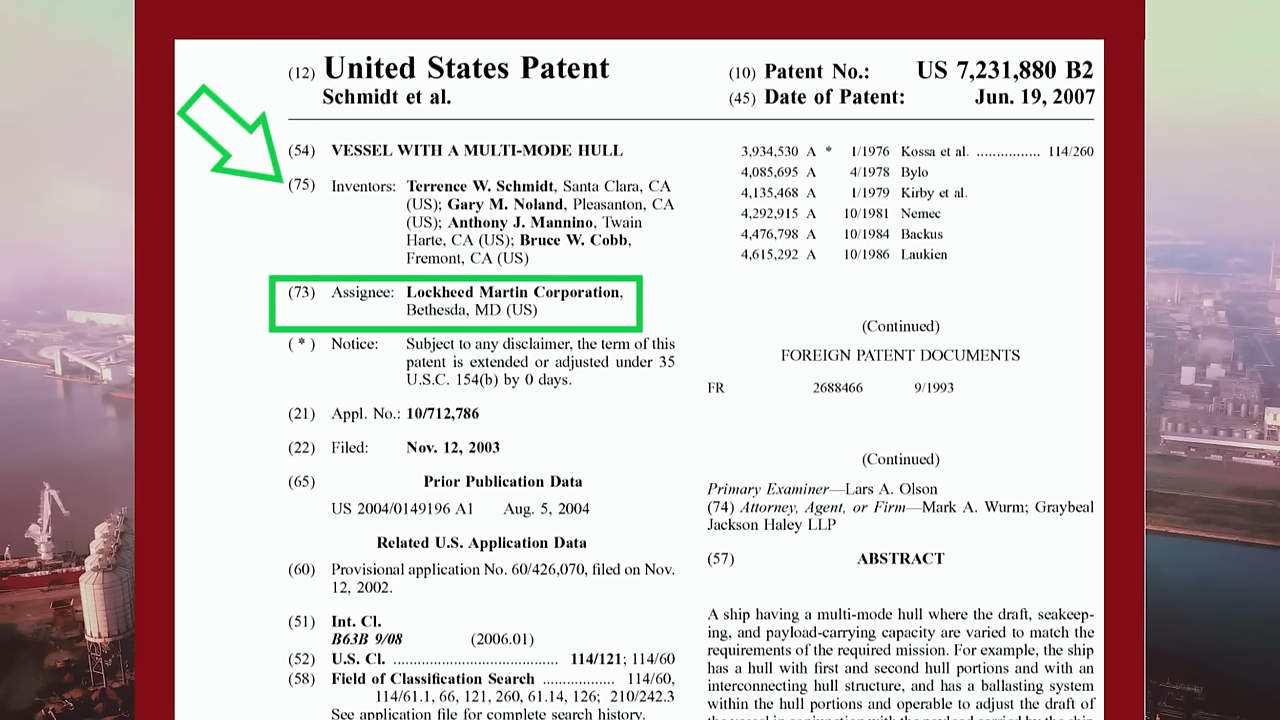 (12) United States Patent
Schmidt et al.
(10) Patent No.: US 7,231,880 B2
(45) Date of Patent: Jun. 19, 2007
(54) VESSEL WITH A MULTI-MODE HULL
(75) Inventors: Terrence W. Schmidt, Santa Clara, CA
(US); Gary M. Noland, Pleasanton, CA
(US); Anthony J. Mannino, Twain
Harte, CA (US); Bruce W. Cobb,
Fremont, CA (US)
(73) Assignee: Lockheed Martin Corporation,
Bethesda, MD (US)
( * ) Notice: Subject to any disclaimer, the term of this
patent is extended or adjusted under 35
U.S.C. 154(b) by 0 days.
(21) Appl. No.: 10/712,786
(22) Filed: Nov. 12, 2003
(65) Prior Publication Data
US 2004/0149196 A1 Aug. 5, 2004
Related U.S. Application Data
(60) Provisional application No. 60/426,070, filed on Nov.
12, 2002.
(51) Int. Cl.
B63B 9/08 (2006.01)
(52) U.S. Cl. ........................................ 114/121; 114/60
(58) Field of Classification Search .................. 114/60,
114/61.1, 66, 121, 260, 61.14, 126; 210/242.3
See application file for complete search history.
3,934,530 A * 1/1976 Kossa et al. ................ 114/260
4,085,695 A 4/1978 Bylo
4,135,468 A 1/1979 Kirby et al.
4,292,915 A 10/1981 Nemec
4,476,798 A 10/1984 Backus
4,615,292 A 10/1986 Laukien
(Continued)
FOREIGN PATENT DOCUMENTS
FR 2688466 9/1993
(Continued)
Primary Examiner—Lars A. Olson
(74) Attorney, Agent, or Firm—Mark A. Wurm; Graybeal
Jackson Haley LLP
(57) ABSTRACT
A ship having a multi-mode hull where the draft, seakeep-
ing, and payload-carrying capacity are varied to match the
requirements of the required mission. For example, the ship
has a hull with first and second hull portions and with an
interconnecting hull structure, and has a ballasting system
within the hull portions and operable to adjust the draft of